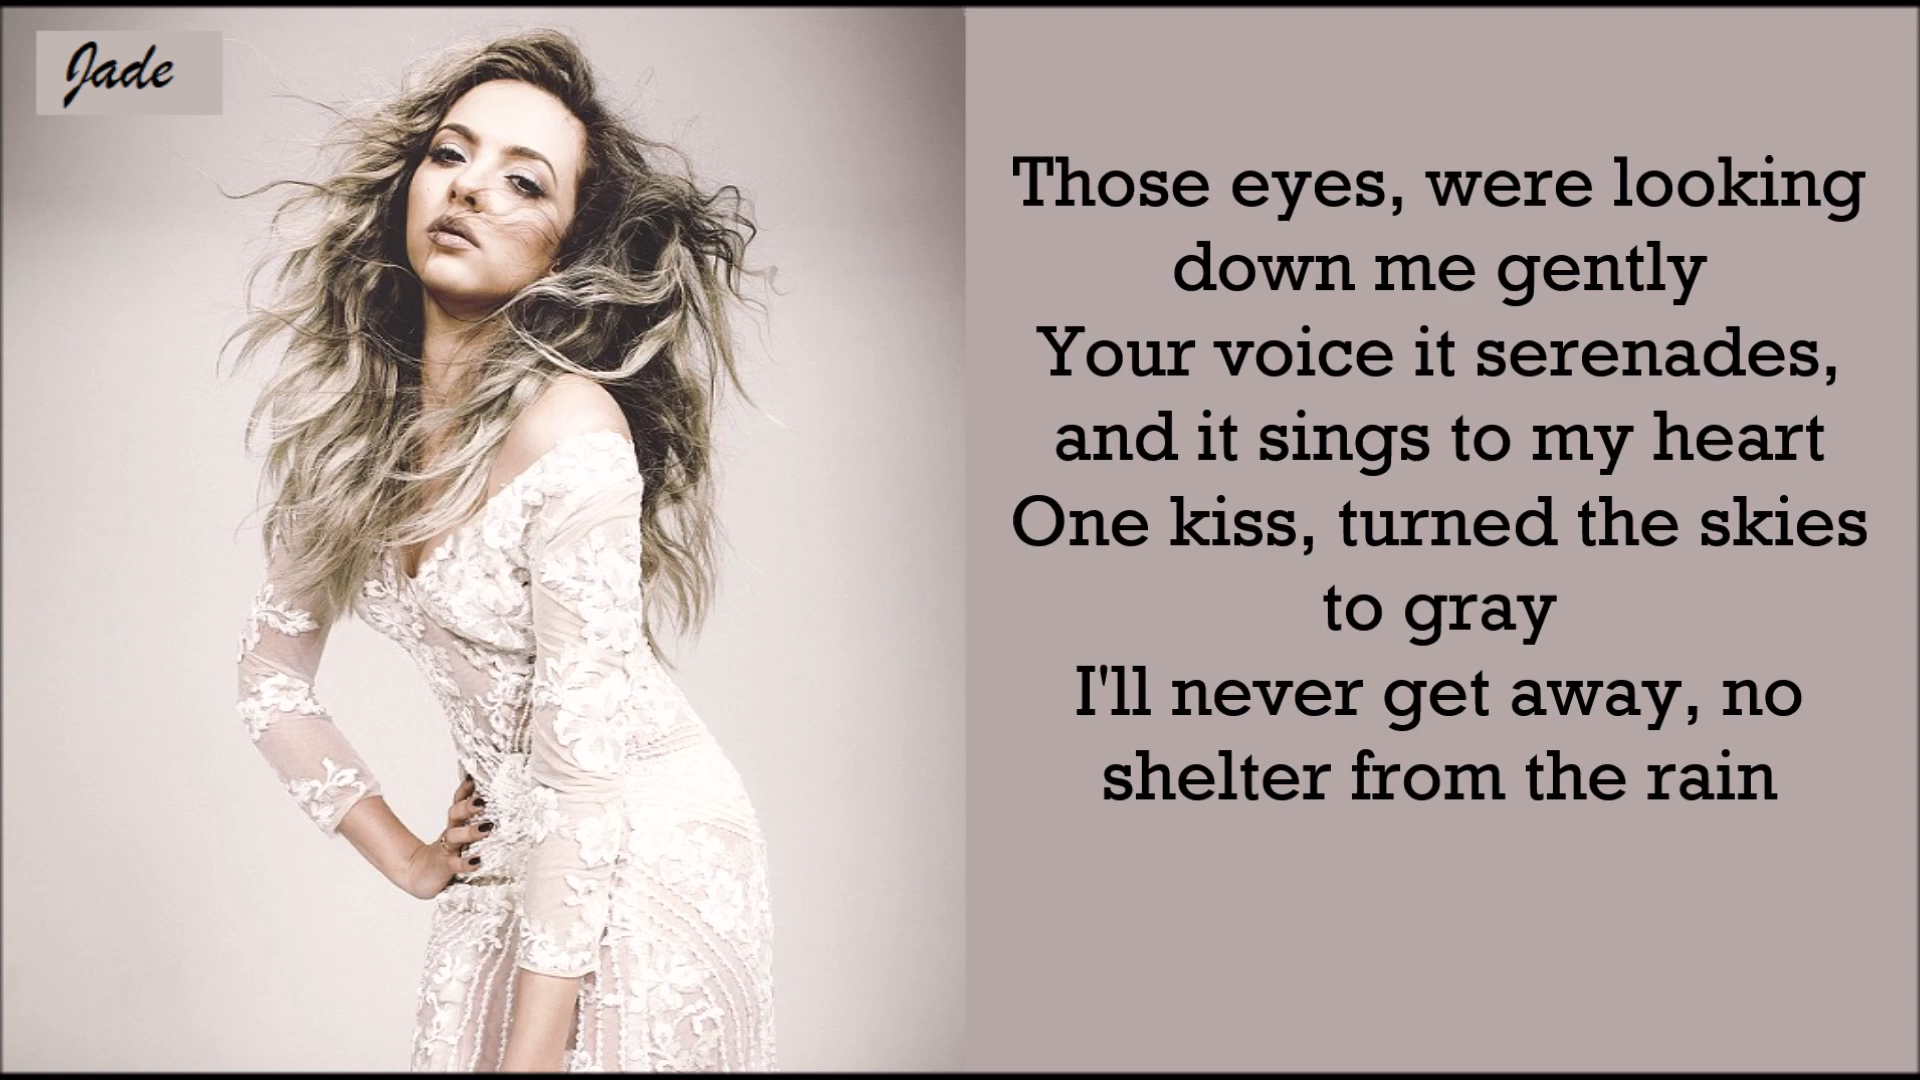 Jade
Those eyes, were looking
down me gently
Your voice it serenades,
and it sings to my heart
One kiss, turned the skies
to gray
I'll never get away, no
shelter from the rain